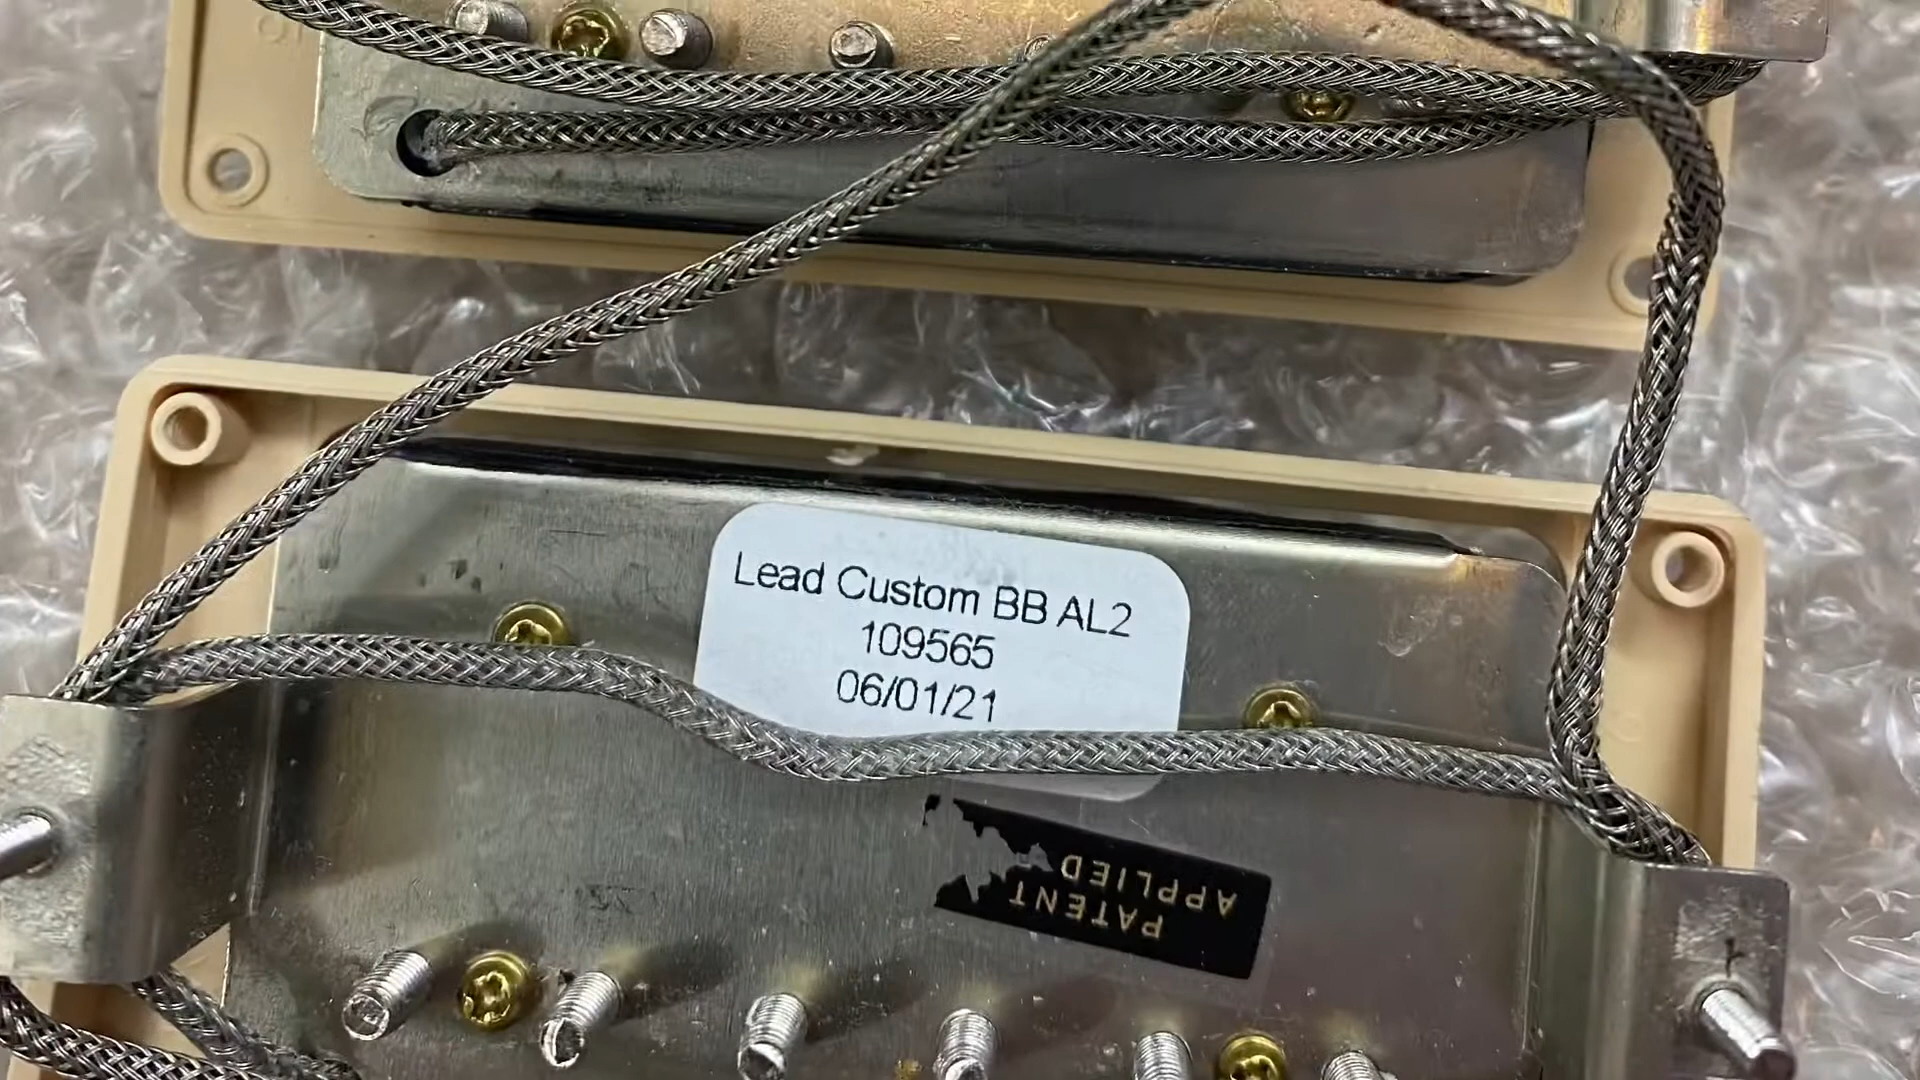 Lead Custom BB AL2
109565
06/01/21
PATENT
APPLIED